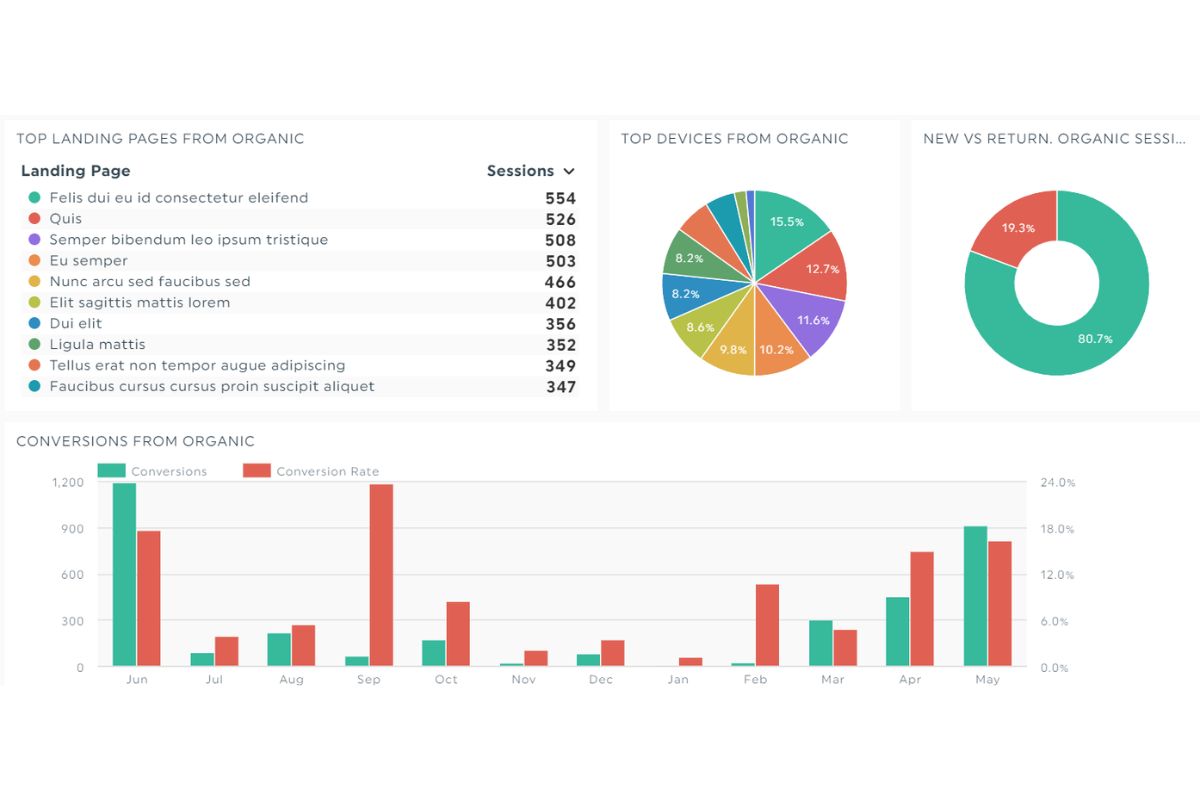 TOP LANDING PAGES FROM ORGANIC
Landing Page Sessions
Felis dui eu id consectetur eleifend 554
Quis 526
Semper bibendum leo ipsum tristique 508
Eu semper 503
Nunc arcu sed faucibus sed 466
Elit sagittis mattis lorem 402
Dui elit 356
Ligula mattis 352
Tellus erat non tempor augue adipiscing 349
Faucibus cursus cursus proin suscipit aliquet 347
TOP DEVICES FROM ORGANIC
15.5%
12.7%
11.6%
10.2%
9.8%
8.6%
8.2%
8.2%
NEW VS RETURN. ORGANIC SESSI...
19.3%
80.7%
CONVERSIONS FROM ORGANIC
Conversions Conversion Rate
1,200 24.0%
900 18.0%
600 12.0%
300 6.0%
0 0.0%
Jun Jul Aug Sep Oct Nov Dec Jan Feb Mar Apr May